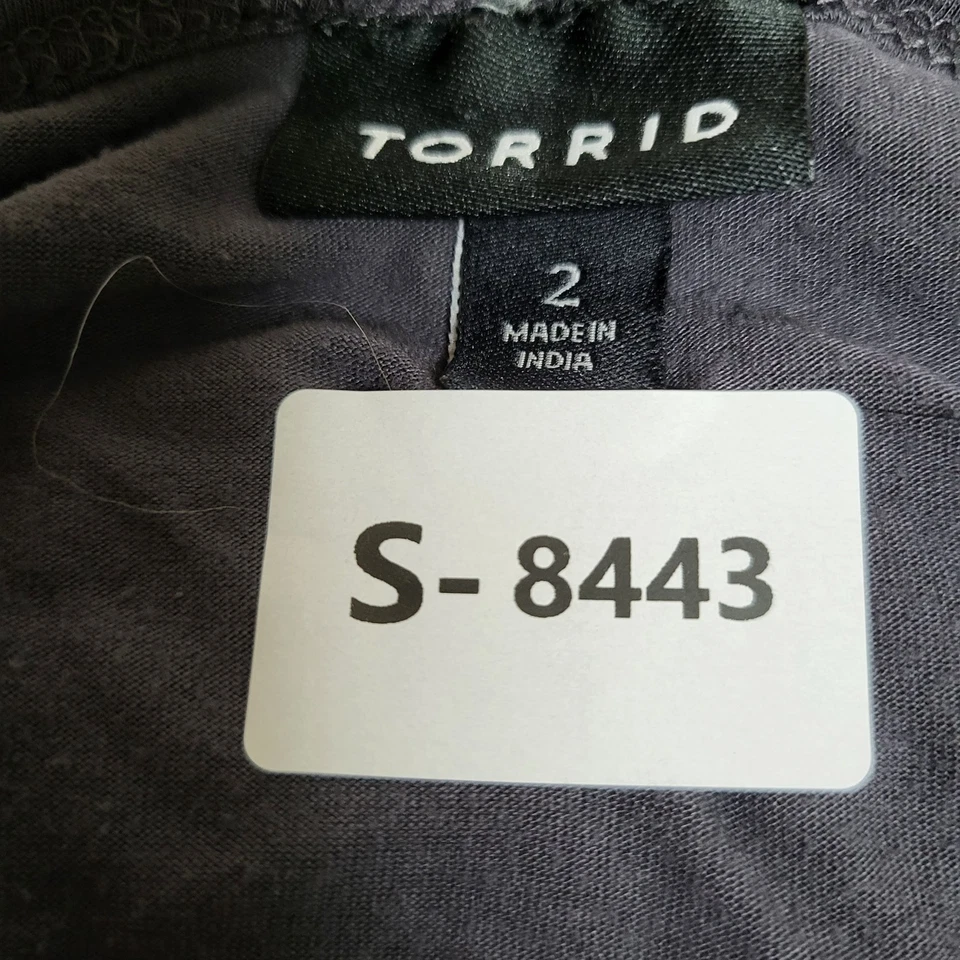 TORRID
2
MADE IN
INDIA
S-8443